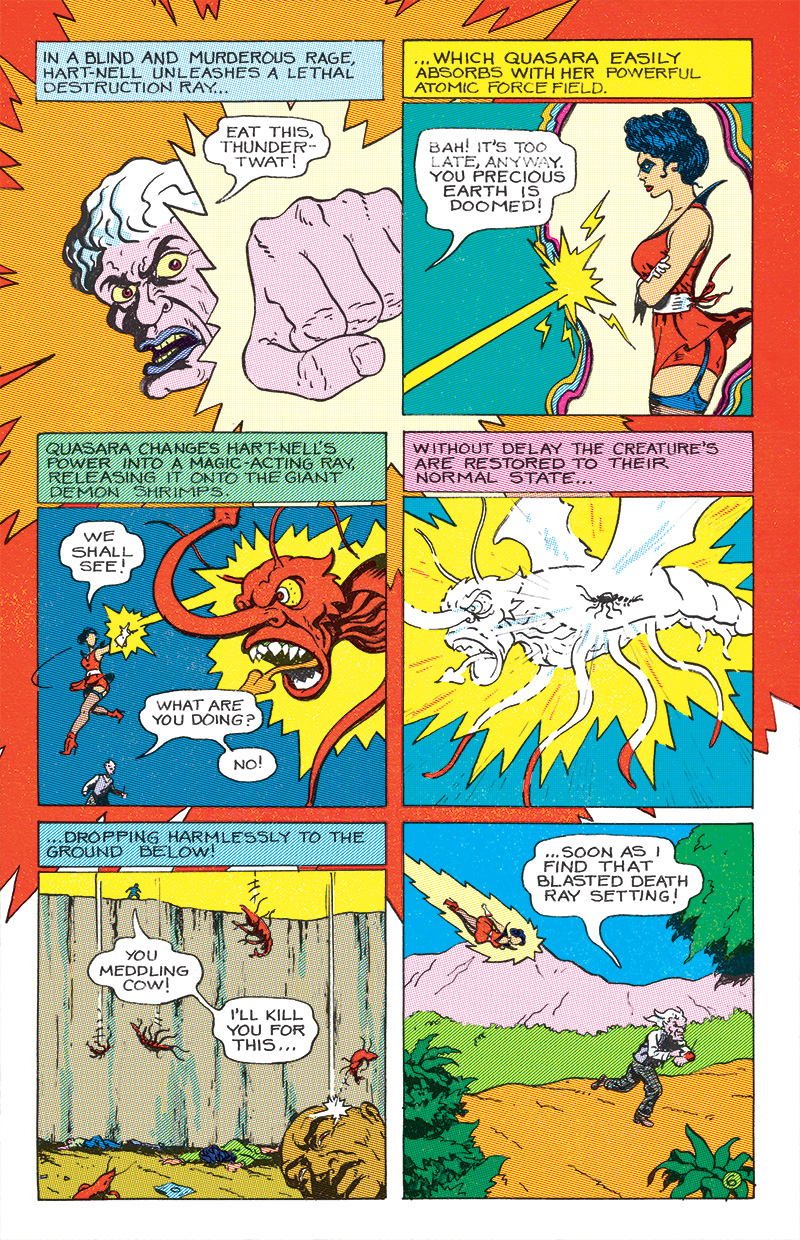 IN A BLIND AND MURDEROUS RAGE,
HART-NELL UNLEASHES A LETHAL
DESTRUCTION RAY...
EAT THIS,
THUNDER-
TWAT!
...WHICH QUASARA EASILY
ABSORBS WITH HER POWERFUL
ATOMIC FORCE FIELD.
BAH! IT'S TOO
LATE, ANYWAY.
YOU PRECIOUS
EARTH IS
DOOMED!
QUASARA CHANGES HART-NELL'S
POWER INTO A MAGIC-ACTING RAY,
RELEASING IT ONTO THE GIANT
DEMON SHRIMPS.
WE
SHALL
SEE!
WHAT ARE
YOU DOING?
NO!
WITHOUT DELAY THE CREATURE'S
ARE RESTORED TO THEIR
NORMAL STATE...
...DROPPING HARMLESSLY TO THE
GROUND BELOW!
YOU
MEDDLING
COW!
I'LL KILL
YOU FOR
THIS...
...SOON AS I
FIND THAT
BLASTED DEATH
RAY SETTING!
6